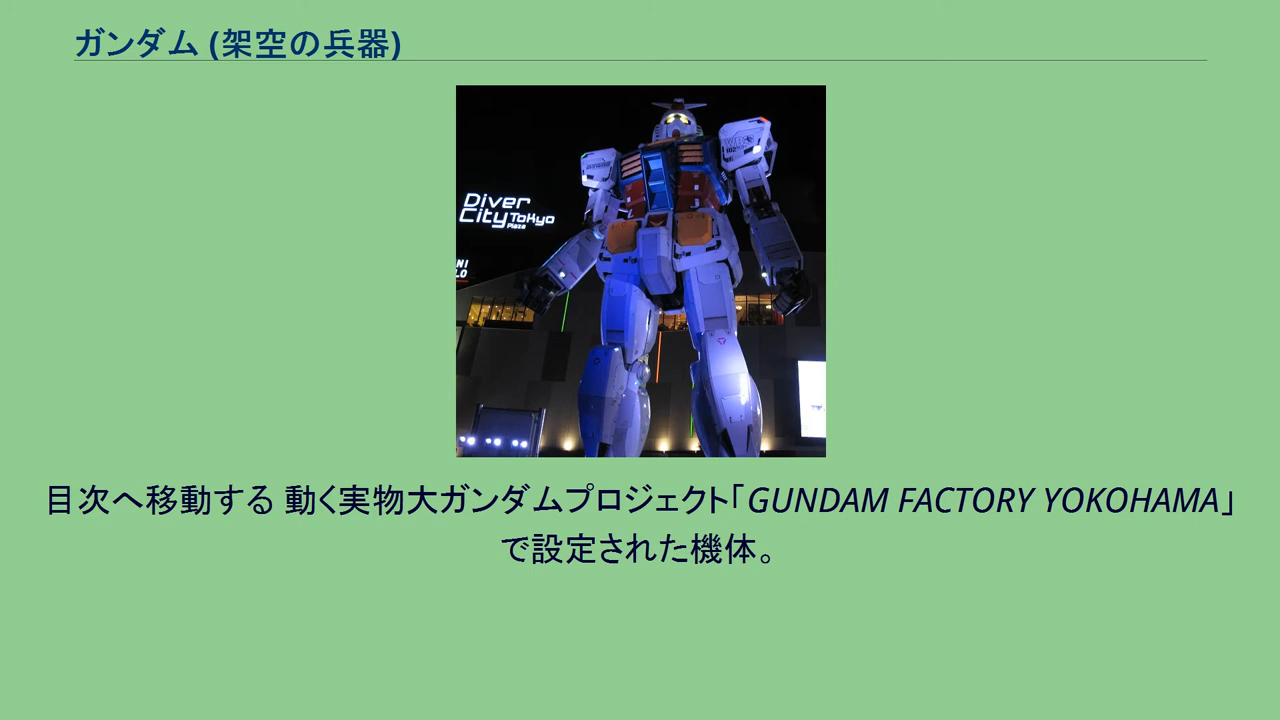 ガンダム (架空の兵器)
Diver
City Tokyo
Plaza
NI
LO
目次へ移動する 動く実物大ガンダムプロジェクト「GUNDAM FACTORY YOKOHAMA」
で設定された機体。